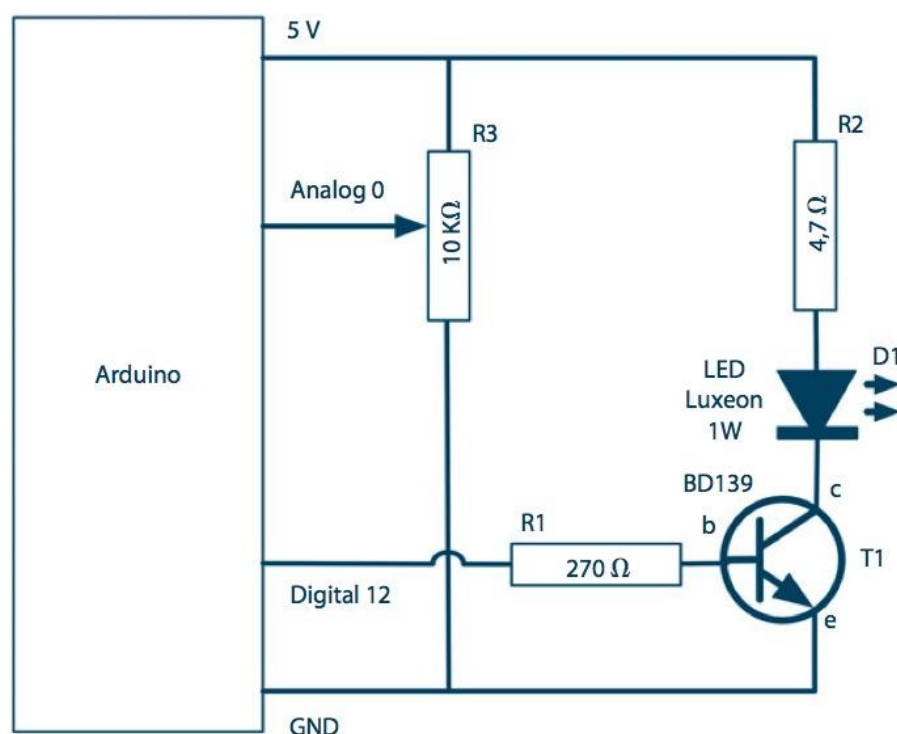 5 V
R3
R2
Analog 0
10 KΩ
4,7 Ω
Arduino
LED
Luxeon
1W
D1
BD139
c
b
R1
270 Ω
T1
Digital 12
e
GND